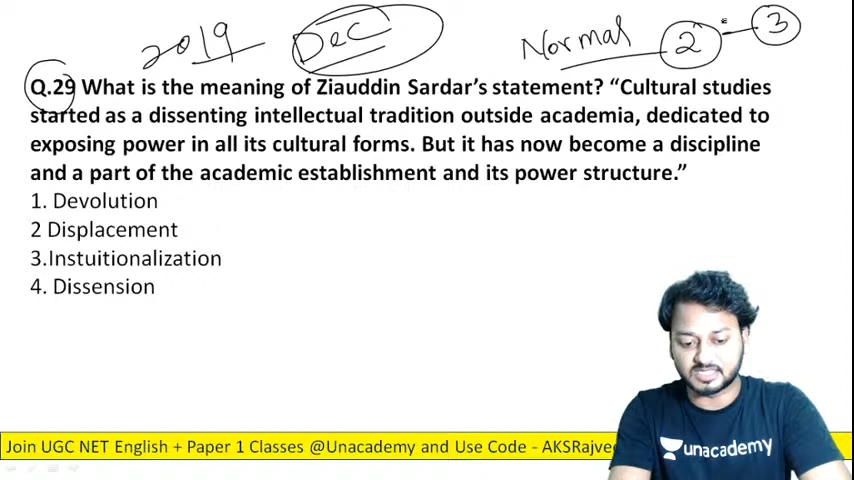 2019 Dec Normal 2 - 3
Q.29 What is the meaning of Ziauddin Sardar's statement? “Cultural studies
started as a dissenting intellectual tradition outside academia, dedicated to
exposing power in all its cultural forms. But it has now become a discipline
and a part of the academic establishment and its power structure.”
1. Devolution
2 Displacement
3.Instuitionalization
4. Dissension
unacademy
Join UGC NET English + Paper 1 Classes @Unacademy and Use Code - AKSRajve